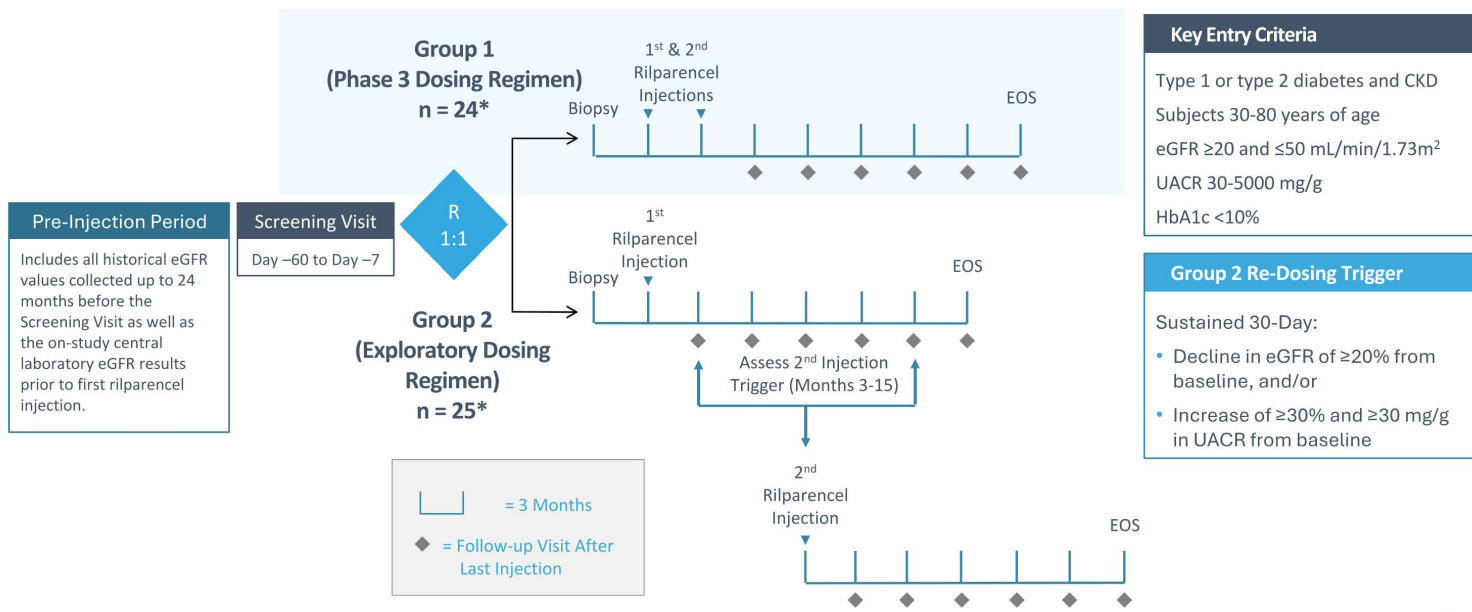 Group 1
(Phase 3 Dosing Regimen)
n = 24*
1st & 2nd
Rilparencel
Injections
Biopsy
EOS
Pre-Injection Period
Includes all historical eGFR
values collected up to 24
months before the
Screening Visit as well as
the on-study central
laboratory eGFR results
prior to first rilparencel
injection.
Screening Visit
Day –60 to Day –7
R
1:1
Group 2
(Exploratory Dosing
Regimen)
n = 25*
1st
Rilparencel
Injection
Biopsy
EOS
Assess 2nd Injection
Trigger (Months 3-15)
2nd
Rilparencel
Injection
EOS
= 3 Months
= Follow-up Visit After
Last Injection
Key Entry Criteria
Type 1 or type 2 diabetes and CKD
Subjects 30-80 years of age
eGFR ≥20 and ≤50 mL/min/1.73m²
UACR 30-5000 mg/g
HbA1c <10%
Group 2 Re-Dosing Trigger
Sustained 30-Day:
• Decline in eGFR of ≥20% from
baseline, and/or
• Increase of ≥30% and ≥30 mg/g
in UACR from baseline